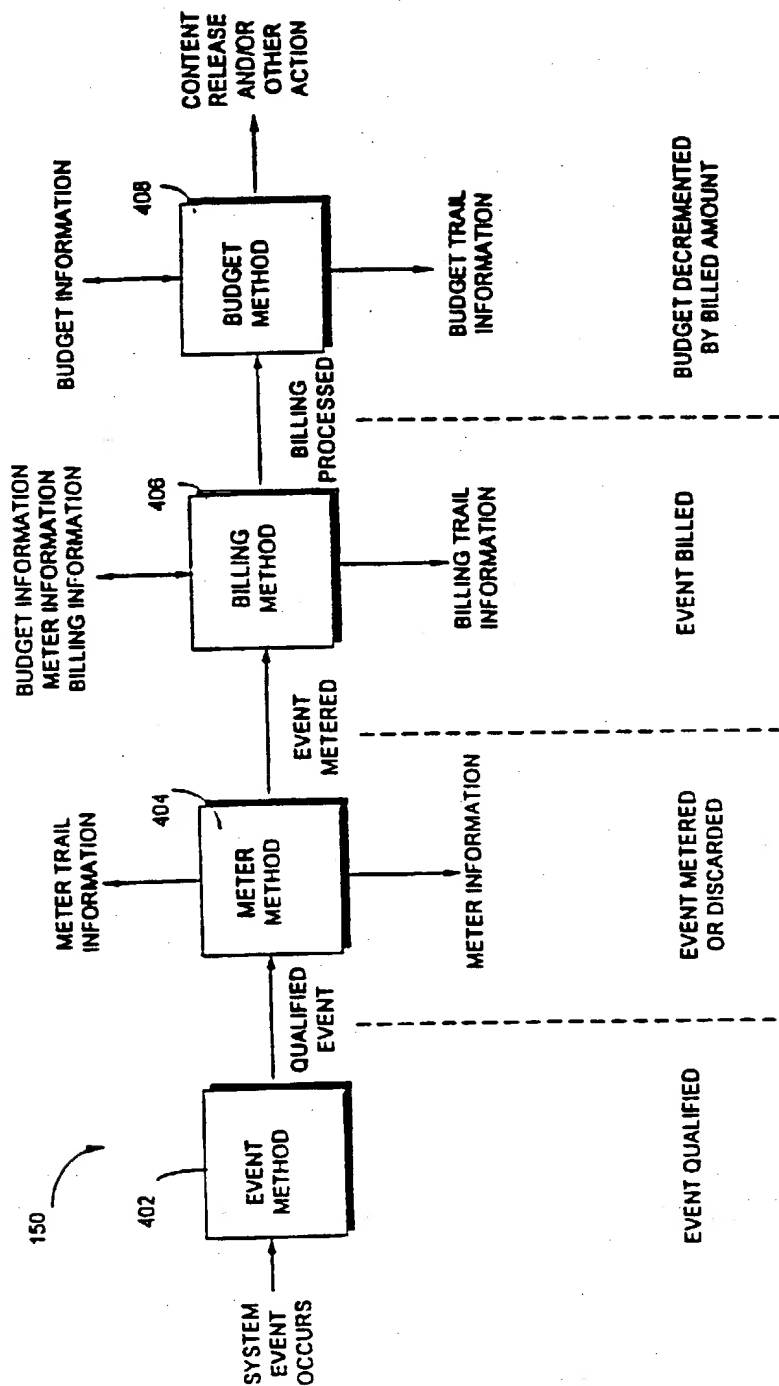 150
SYSTEM
EVENT
OCCURS
402
EVENT
METHOD
QUALIFIED
EVENT
EVENT QUALIFIED
METER TRAIL
INFORMATION
404
METER
METHOD
EVENT
METERED
METER INFORMATION
EVENT METERED
OR DISCARDED
BUDGET INFORMATION
METER INFORMATION
BILLING INFORMATION
406
BILLING
METHOD
BILLING
PROCESSED
BILLING TRAIL
INFORMATION
EVENT BILLED
BUDGET INFORMATION
408
BUDGET
METHOD
CONTENT
RELEASE
AND/OR
OTHER
ACTION
BUDGET TRAIL
INFORMATION
BUDGET DECREMENTED
BY BILLED AMOUNT